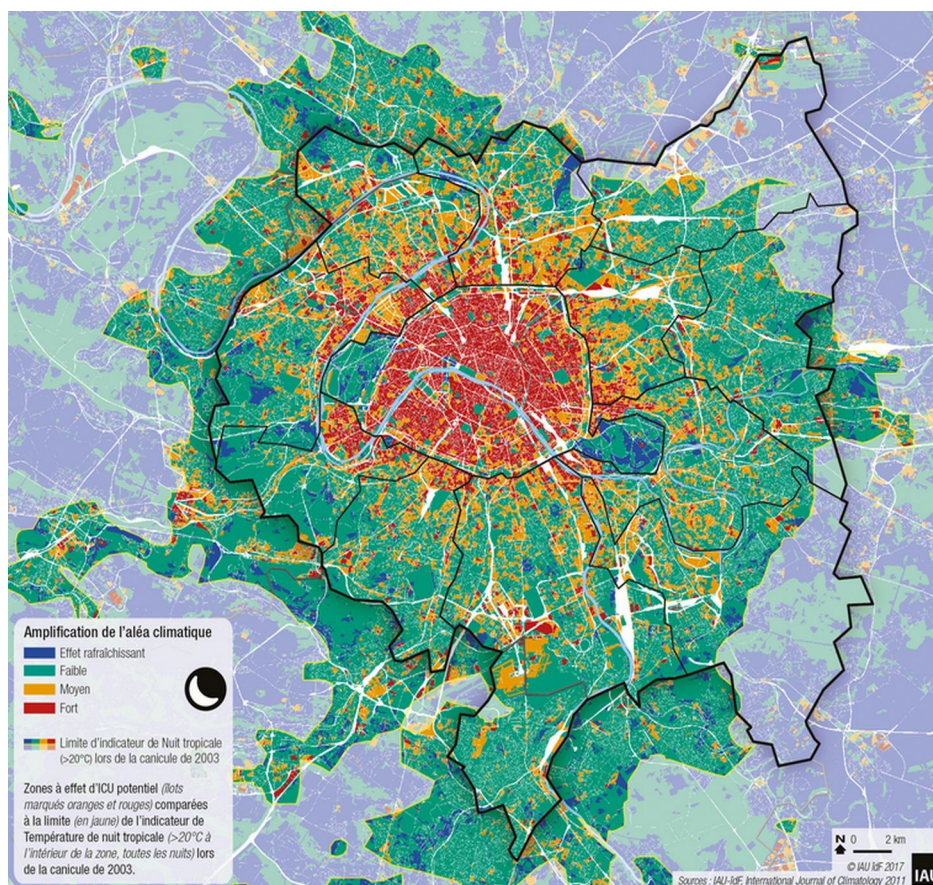 Amplification de l'aléa climatique
Effet rafraîchissant
Faible
Moyen
Fort
Limite d'indicateur de Nuit tropicale
(>20°C) lors de la canicule de 2003
Zones à effet d'ICU potentiel (îlots
marqués oranges et rouges) comparées
à la limite (en jaune) de l'indicateur de
Température de nuit tropicale (>20°C à
l'intérieur de la zone, toutes les nuits) lors
de la canicule de 2003.
N 0 2 km
© IAU îdF 2017
Sources : IAU-îdF, International Journal of Climatology 2011
IAU